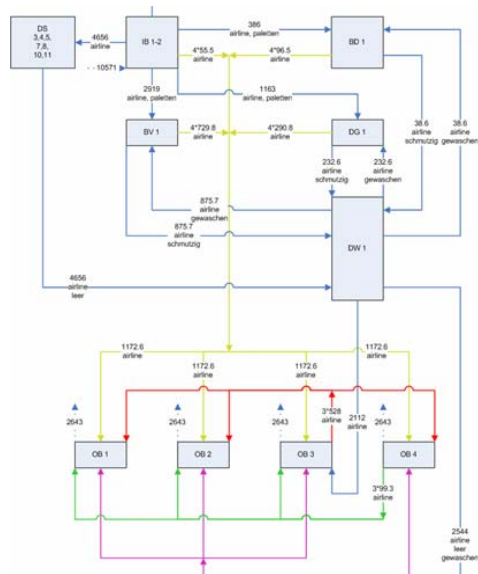 DS
3,4,5,
7,8,
10,11
4656
airline
IB 1-2
386
airline, paletten
BD 1
4*55.5
airline
4*96.5
airline
10571
2919
airline, paletten
1163
airline, paletten
38.6
airline
schmutzig
38.6
airline
gewaschen
BV 1
4*729.8
airline
4*290.8
airline
DG 1
232.6
airline
schmutzig
232.6
airline
gewaschen
875.7
airline
gewaschen
875.7
airline
schmutzig
DW 1
4656
airline
leer
1172.6
airline
1172.6
airline
1172.6
airline
1172.6
airline
2643
2643
2643
3*528
airline
2112
airline
2643
OB 1
OB 2
OB 3
OB 4
3*99.3
airline
2544
airline
leer
gewaschen